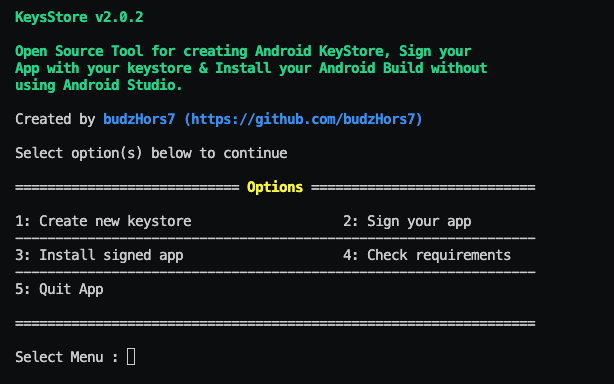 KeysStore v2.0.2
Open Source Tool for creating Android KeyStore, Sign your
App with your keystore & Install your Android Build without
using Android Studio.
Created by budzHors7 (https://github.com/budzHors7)
Select option(s) below to continue
=========================== Options ============================
1: Create new keystore 2: Sign your app
3: Install signed app 4: Check requirements
5: Quit App
=================================================================
Select Menu :